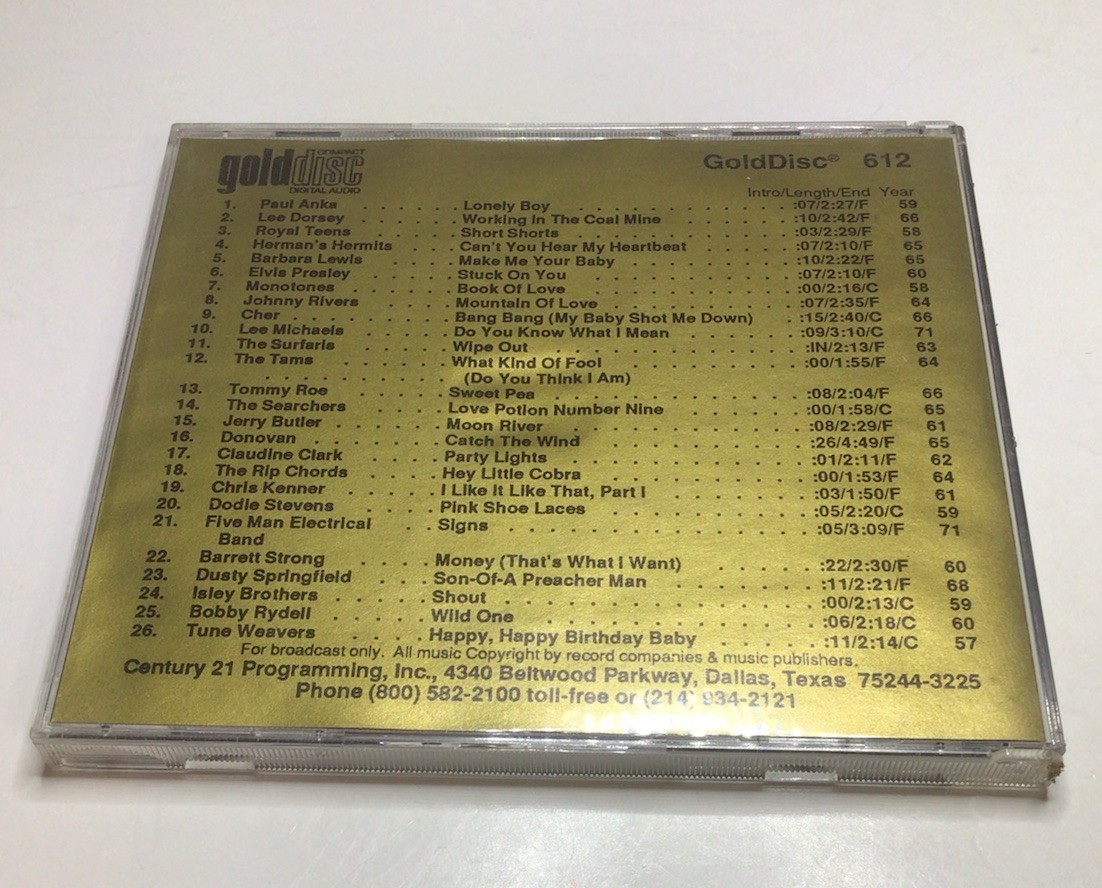 golddisc COMPACT DIGITAL AUDIO
GoldDisc® 612
Intro/Length/End Year
1. Paul Anka . . . . . . . Lonely Boy . . . . . . . . . . . . . . . :07/2:27/F 59
2. Lee Dorsey . . . . . . Working In The Coal Mine . . . . . . . :10/2:42/F 66
3. Royal Teens . . . . . . Short Shorts . . . . . . . . . . . . . :03/2:29/F 58
4. Herman's Hermits . . . Can't You Hear My Heartbeat . . . . . . :07/2:10/F 65
5. Barbara Lewis . . . . . Make Me Your Baby . . . . . . . . . . :10/2:22/F 65
6. Elvis Presley . . . . . Stuck On You . . . . . . . . . . . . :07/2:10/F 60
7. Monotones . . . . . . Book Of Love . . . . . . . . . . . . :00/2:16/C 58
8. Johnny Rivers . . . . . Mountain Of Love . . . . . . . . . . :07/2:35/F 64
9. Cher . . . . . . . . . Bang Bang (My Baby Shot Me Down) . . :15/2:40/C 66
10. Lee Michaels . . . . . Do You Know What I Mean . . . . . . . :09/3:10/C 71
11. The Surfaris . . . . . Wipe Out . . . . . . . . . . . . . . :IN/2:13/F 63
12. The Tams . . . . . . . What Kind Of Fool . . . . . . . . . . :00/1:55/F 64
. . . . . . . . . . (Do You Think I Am)
13. Tommy Roe . . . . . . Sweet Pea . . . . . . . . . . . . . :08/2:04/F 66
14. The Searchers . . . . . Love Potion Number Nine . . . . . . . :00/1:58/C 65
15. Jerry Butler . . . . . . Moon River . . . . . . . . . . . . . :08/2:29/F 61
16. Donovan . . . . . . . Catch The Wind . . . . . . . . . . . :26/4:49/F 65
17. Claudine Clark . . . . . Party Lights . . . . . . . . . . . . :01/2:11/F 62
18. The Rip Chords . . . . Hey Little Cobra . . . . . . . . . . . :00/1:53/F 64
19. Chris Kenner . . . . . I Like It Like That, Part I . . . . . . . :03/1:50/F 61
20. Dodie Stevens . . . . . Pink Shoe Laces . . . . . . . . . . . :05/2:20/C 59
21. Five Man Electrical . . Signs . . . . . . . . . . . . . . . :05/3:09/F 71
Band
22. Barrett Strong . . . . Money (That's What I Want) . . . . . :22/2:30/F 60
23. Dusty Springfield . . . Son-Of-A Preacher Man . . . . . . . :11/2:21/F 68
24. Isley Brothers . . . . . Shout . . . . . . . . . . . . . . . :00/2:13/C 59
25. Bobby Rydell . . . . . Wild One . . . . . . . . . . . . . . :06/2:18/C 60
26. Tune Weavers . . . . . Happy, Happy Birthday Baby . . . . . :11/2:14/C 57
For broadcast only. All music Copyright by record companies & music publishers.
Century 21 Programming, Inc., 4340 Beltwood Parkway, Dallas, Texas 75244-3225
Phone (800) 582-2100 toll-free or (214) 934-2121